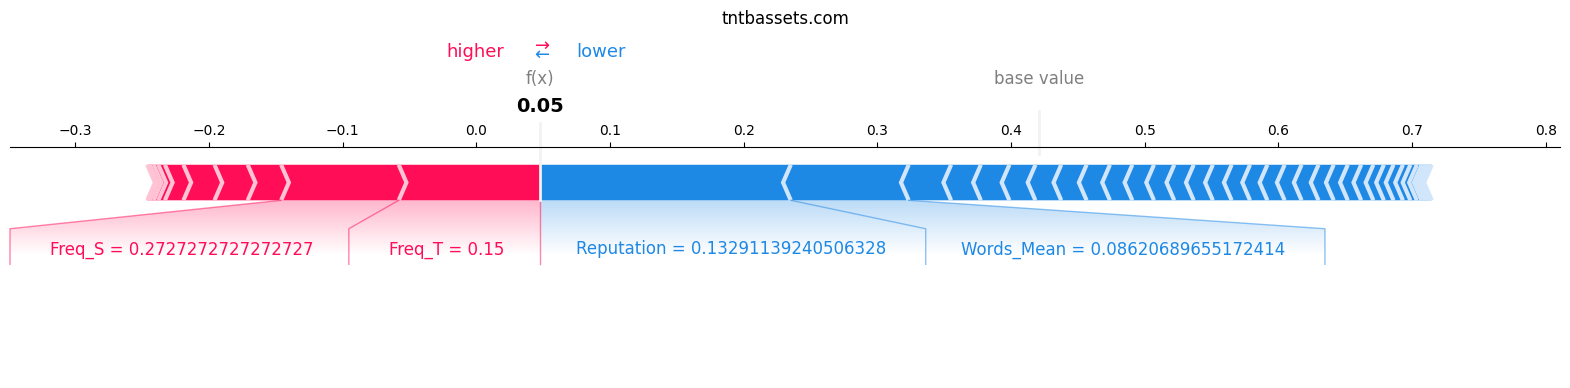 tntbassets.com
higher ⇄ lower
f(x) base value
0.05
−0.3 −0.2 −0.1 0.0 0.1 0.2 0.3 0.4 0.5 0.6 0.7 0.8
Freq_S = 0.2727272727272727 Freq_T = 0.15 Reputation = 0.13291139240506328 Words_Mean = 0.08620689655172414